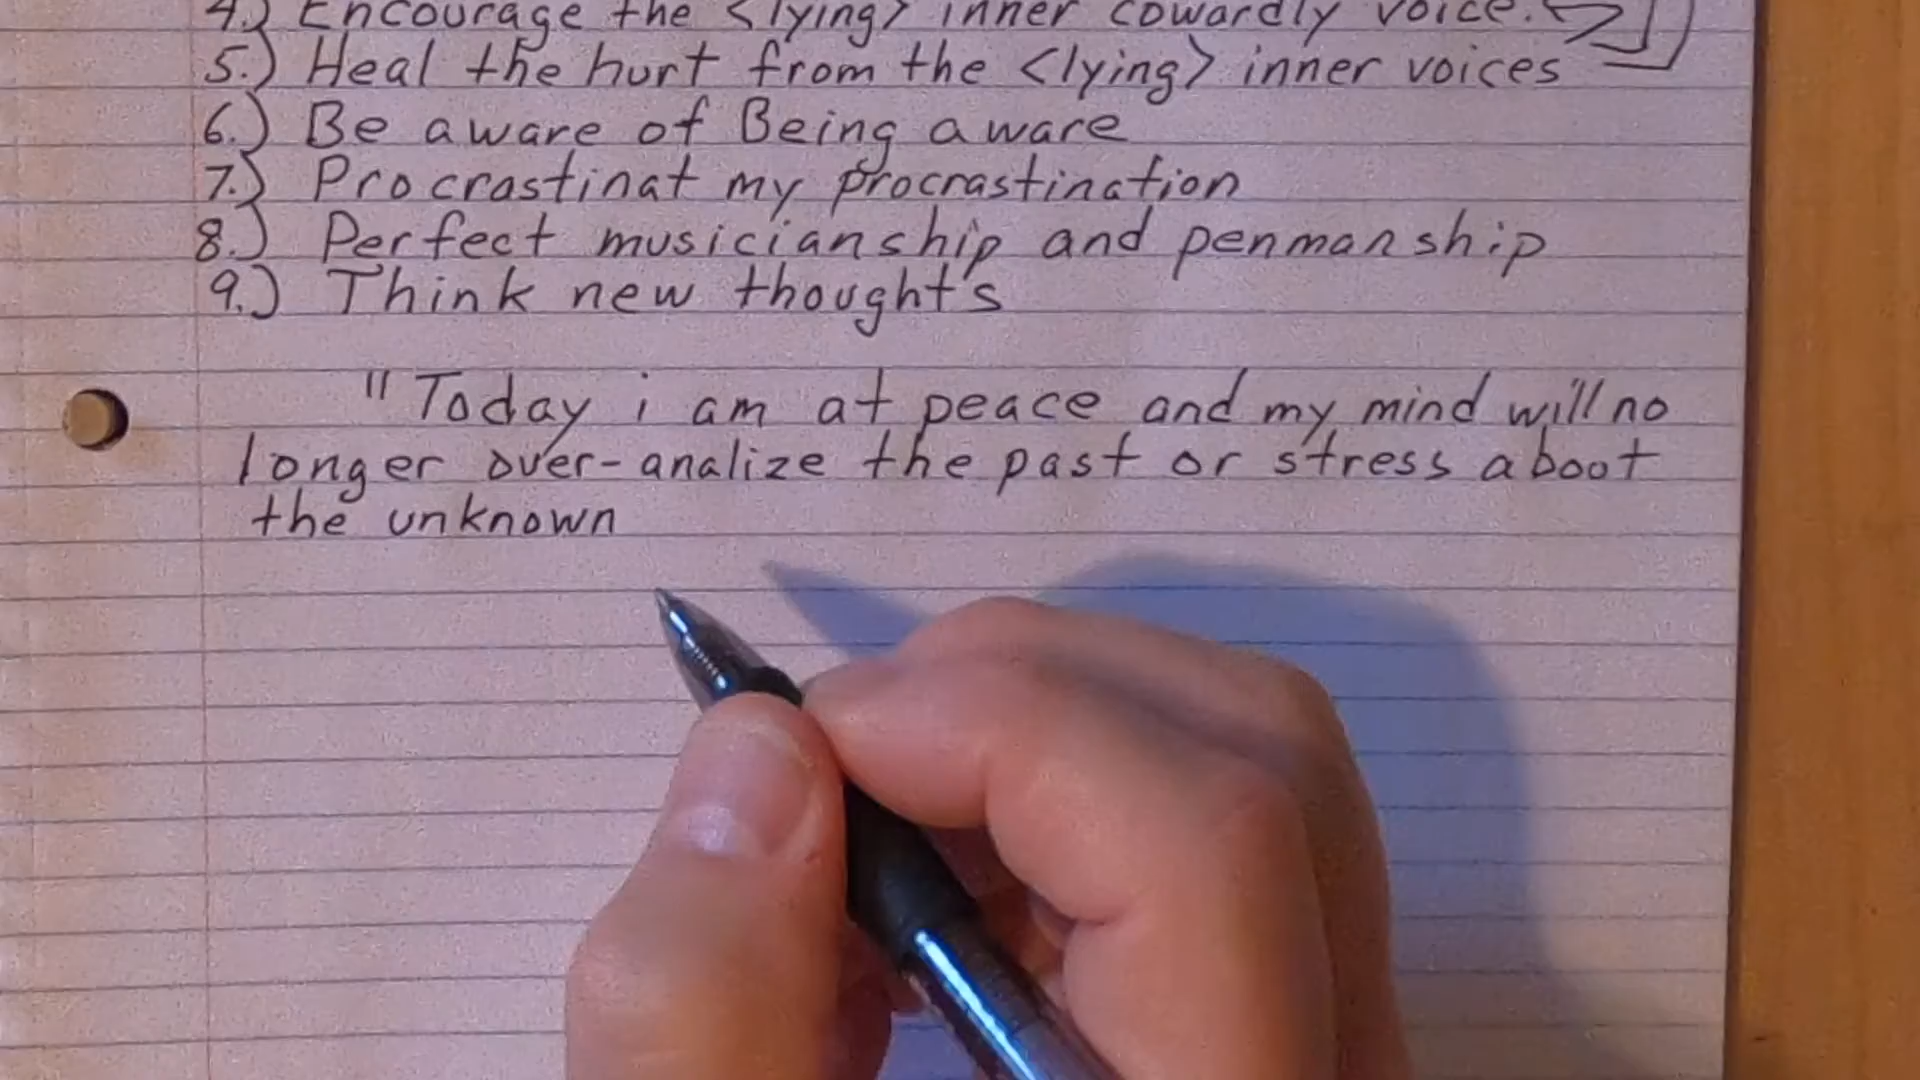 4.) Encourage the <lying> inner cowardly voice.
5.) Heal the hurt from the <lying> inner voices
6.) Be aware of Being aware
7.) Procrastinat my procrastination
8.) Perfect musicianship and penmanship
9.) Think new thoughts
"Today i am at peace and my mind will no
longer over-analize the past or stress aboot
the unknown